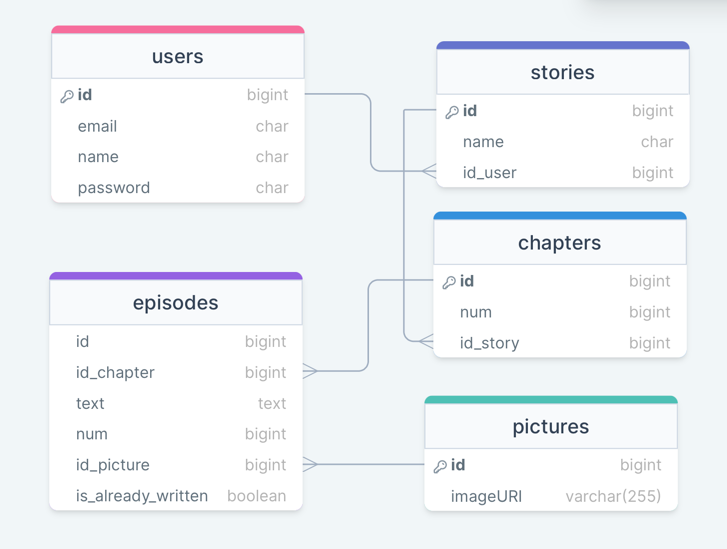 users
id bigint
email char
name char
password char
stories
id bigint
name char
id_user bigint
chapters
id bigint
num bigint
id_story bigint
episodes
id bigint
id_chapter bigint
text text
num bigint
id_picture bigint
is_already_written boolean
pictures
id bigint
imageURI varchar(255)